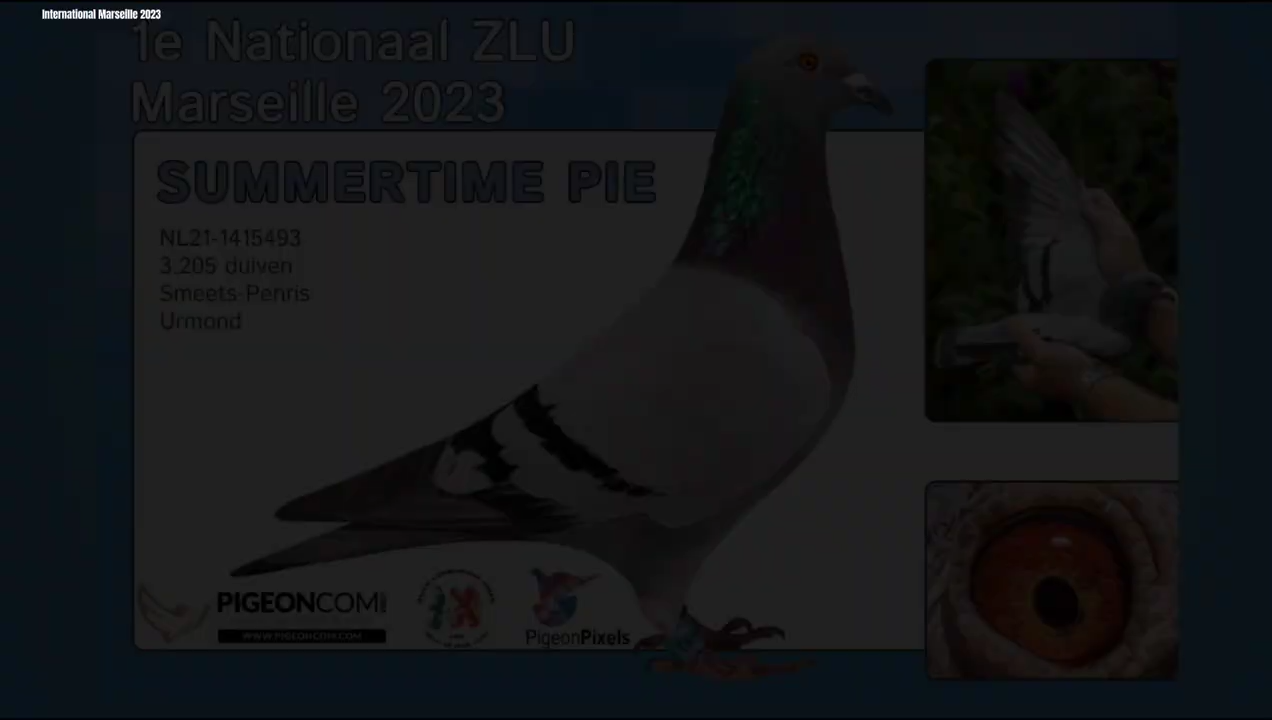 International Marseille 2023
1e Nationaal ZLU
Marseille 2023
SUMMERTIME PIE
NL21-1415493
3.205 duiven
Smeets-Penris
Urmond
PIGEONCOM
WWW.PIGEONCOM.COM
PigeonPixels